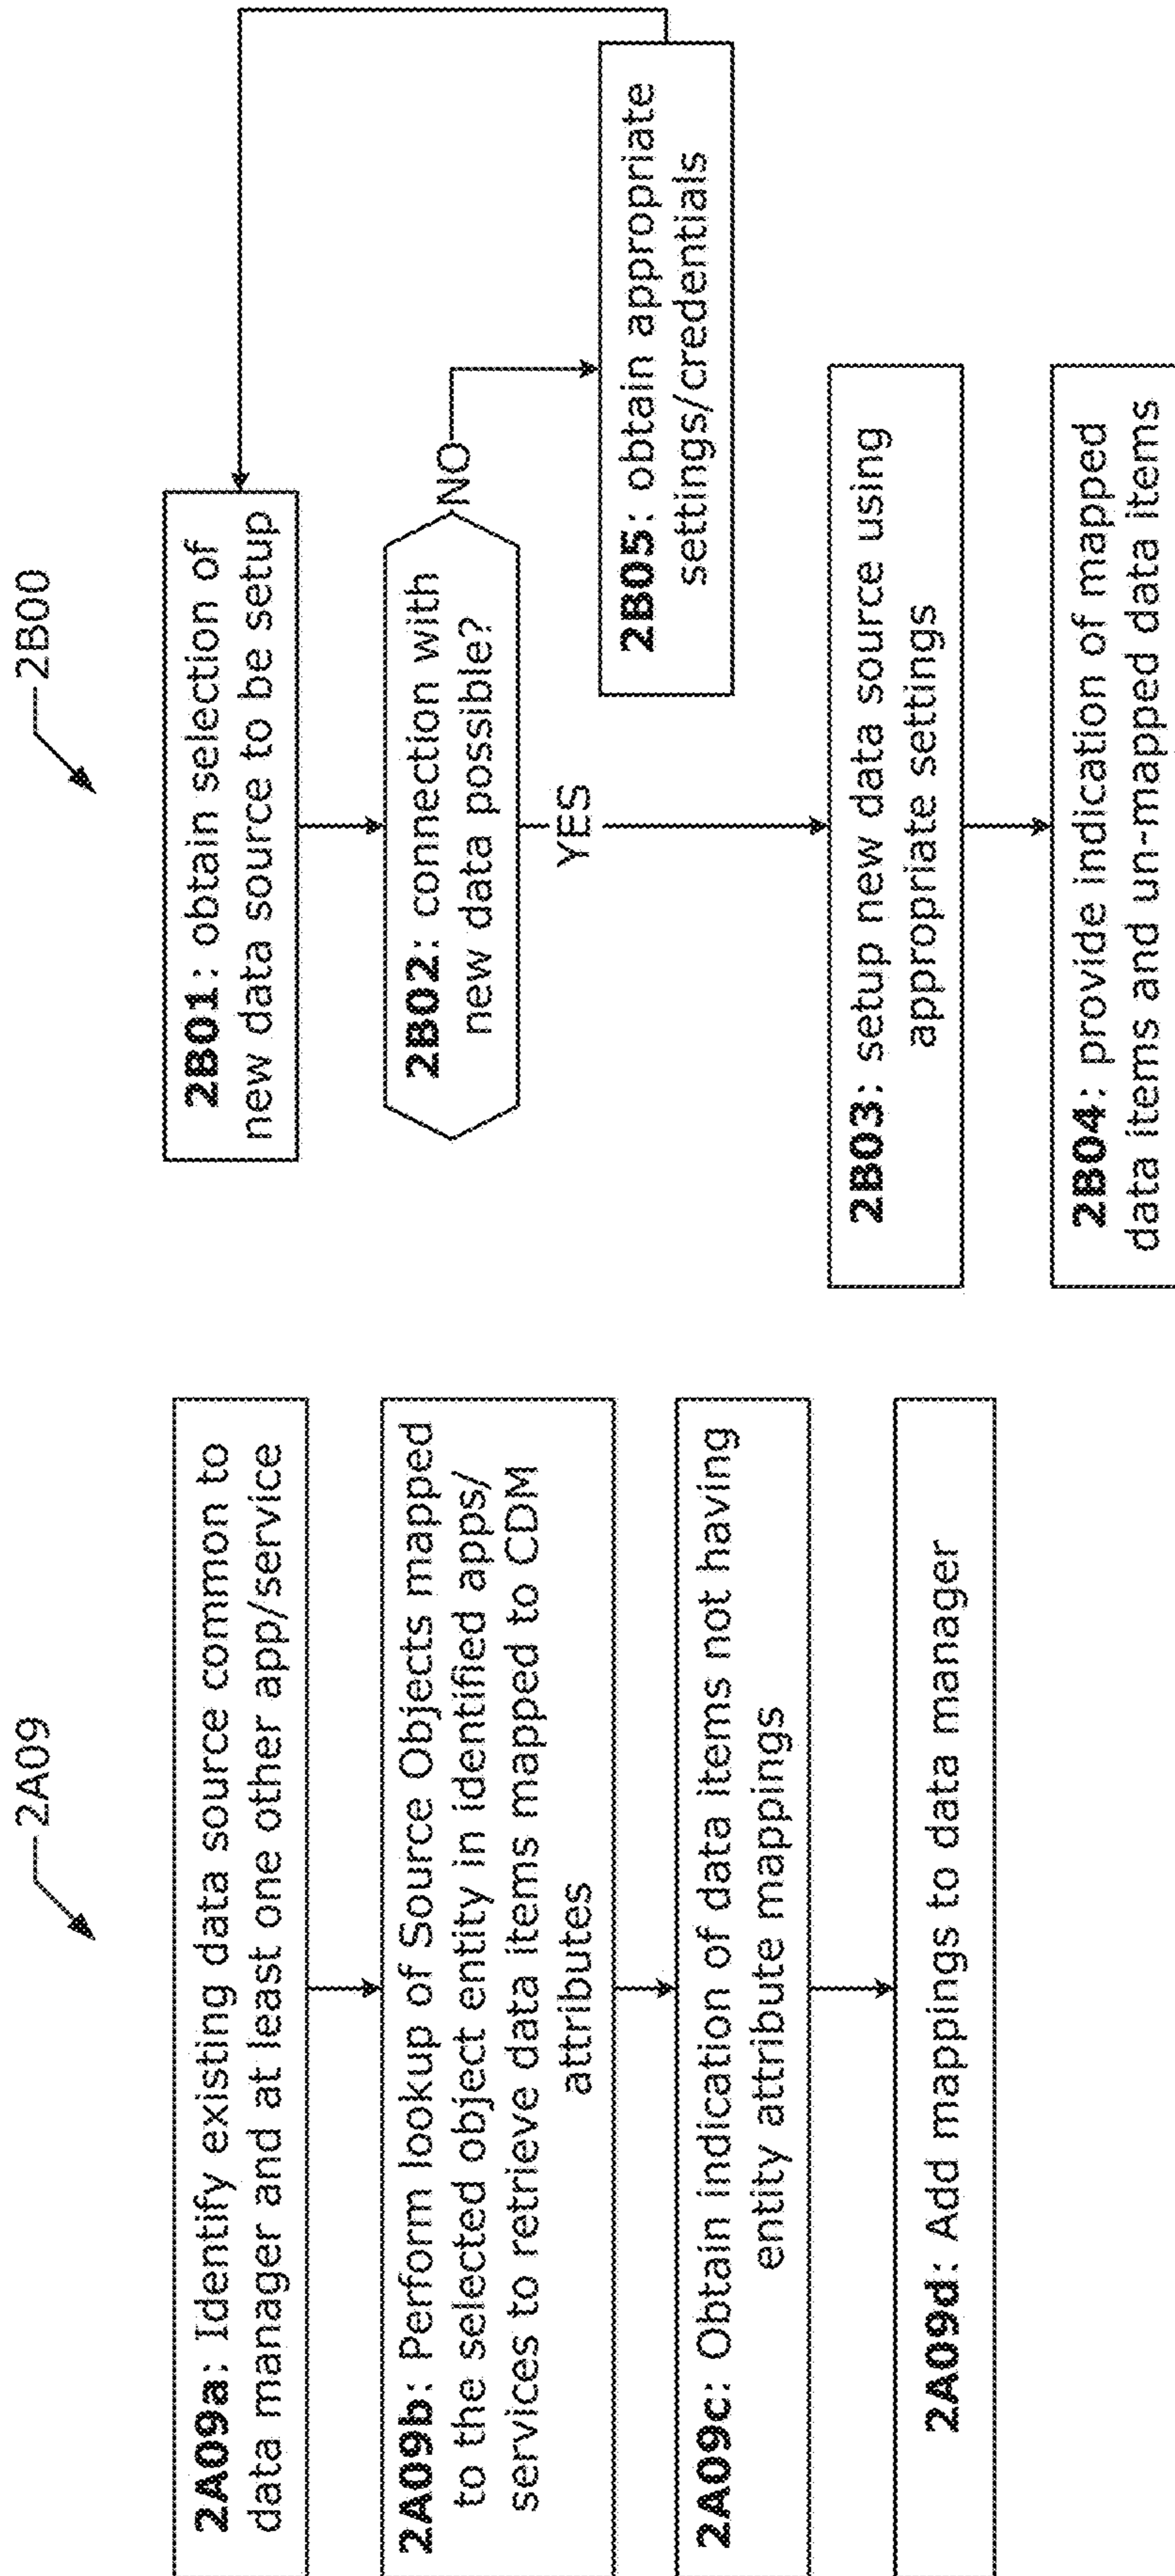 2A09
2A09a: Identify existing data source common to
data manager and at least one other app/service
2A09b: Perform lookup of Source Objects mapped
to the selected object entity in identified apps/
services to retrieve data items mapped to CDM
attributes
2A09c: Obtain indication of data items not having
entity attribute mappings
2A09d: Add mappings to data manager
2B00
2B01: obtain selection of
new data source to be setup
2B02: connection with
new data possible?
NO
YES
2B05: obtain appropriate
settings/credentials
2B03: setup new data source using
appropriate settings
2B04: provide indication of mapped
data items and un-mapped data items